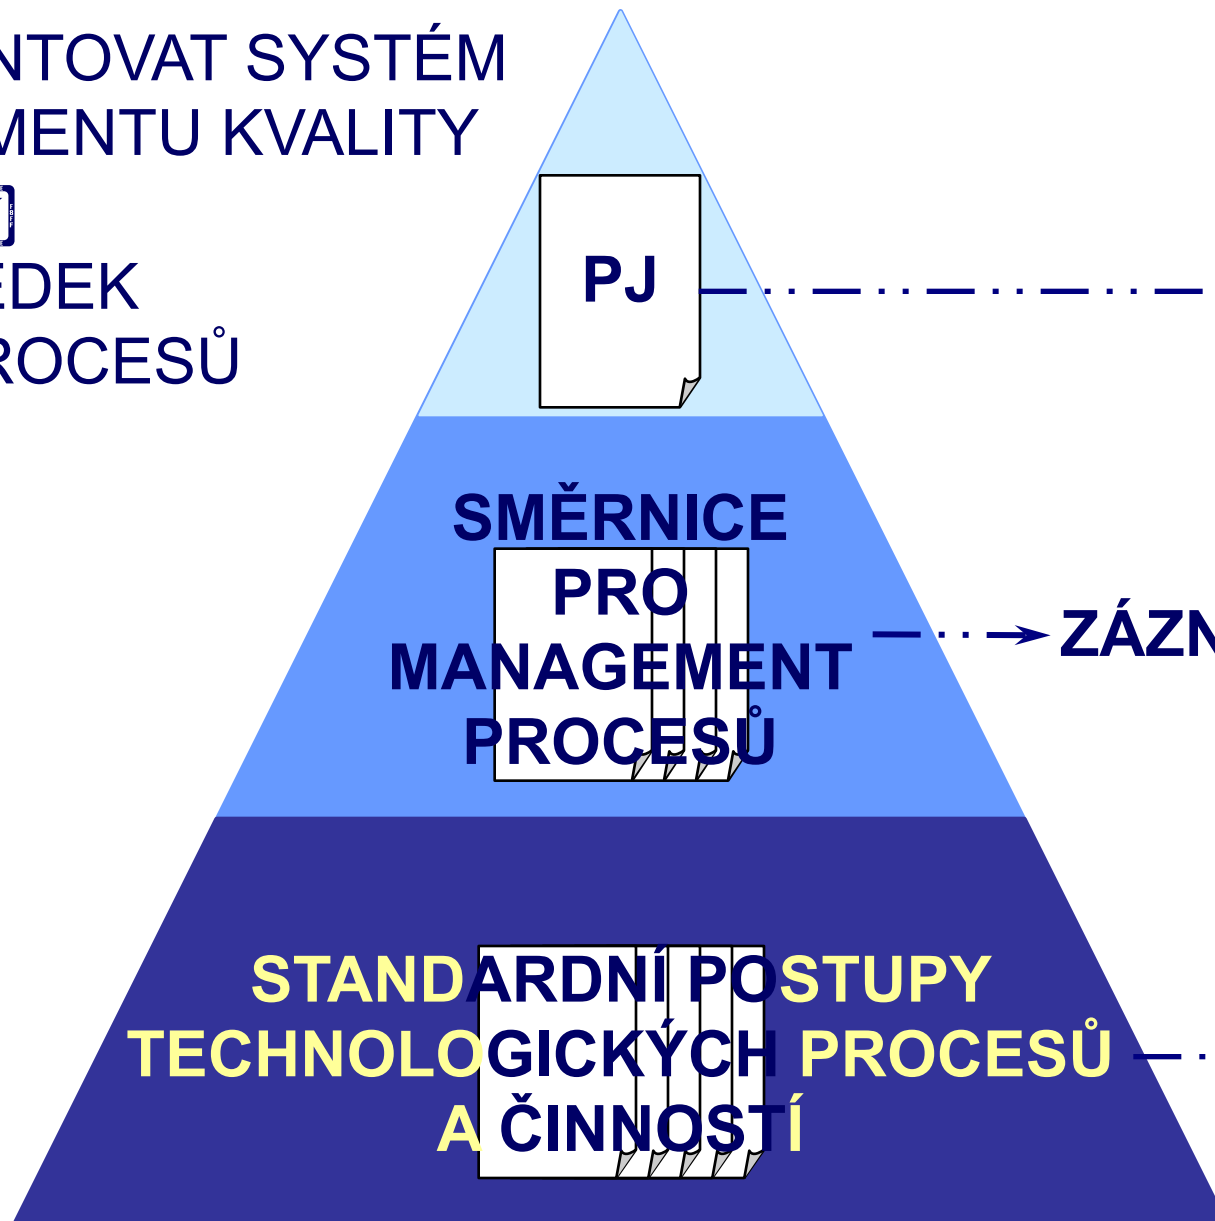 NTOVAT SYSTÉM
MENTU KVALITY
EDEK
ROCESŮ
PJ
SMĚRNICE
PRO
MANAGEMENT
PROCESŮ
ZÁZN
STANDARDNÍ POSTUPY
TECHNOLOGICKÝCH PROCESŮ
A ČINNOSTÍ